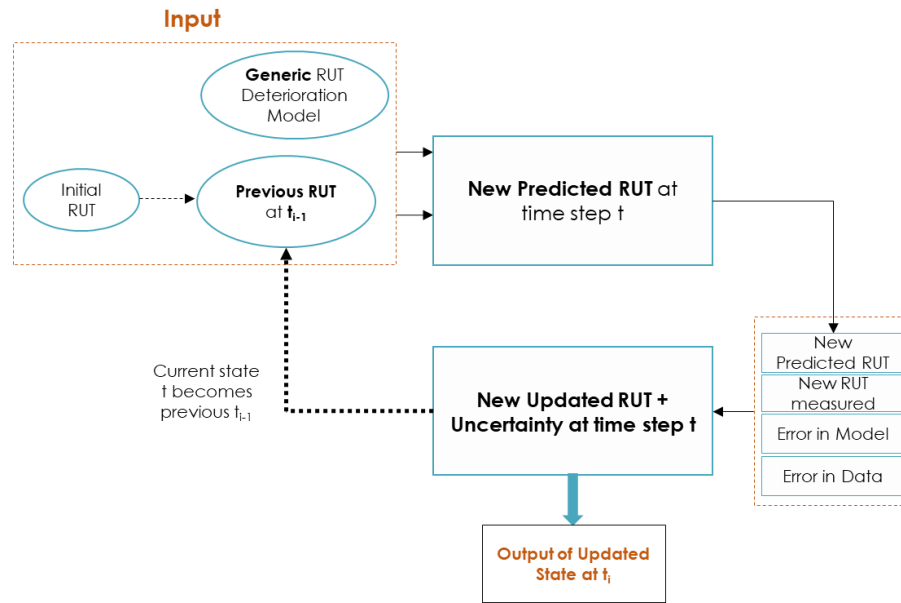 Input
Generic RUT
Deterioration
Model
Initial
RUT
Previous RUT
at ti-1
New Predicted RUT at
time step t
New
Predicted RUT
New RUT
measured
Error in Model
Error in Data
Current state
t becomes
previous ti-1
New Updated RUT +
Uncertainty at time step t
Output of Updated
State at ti